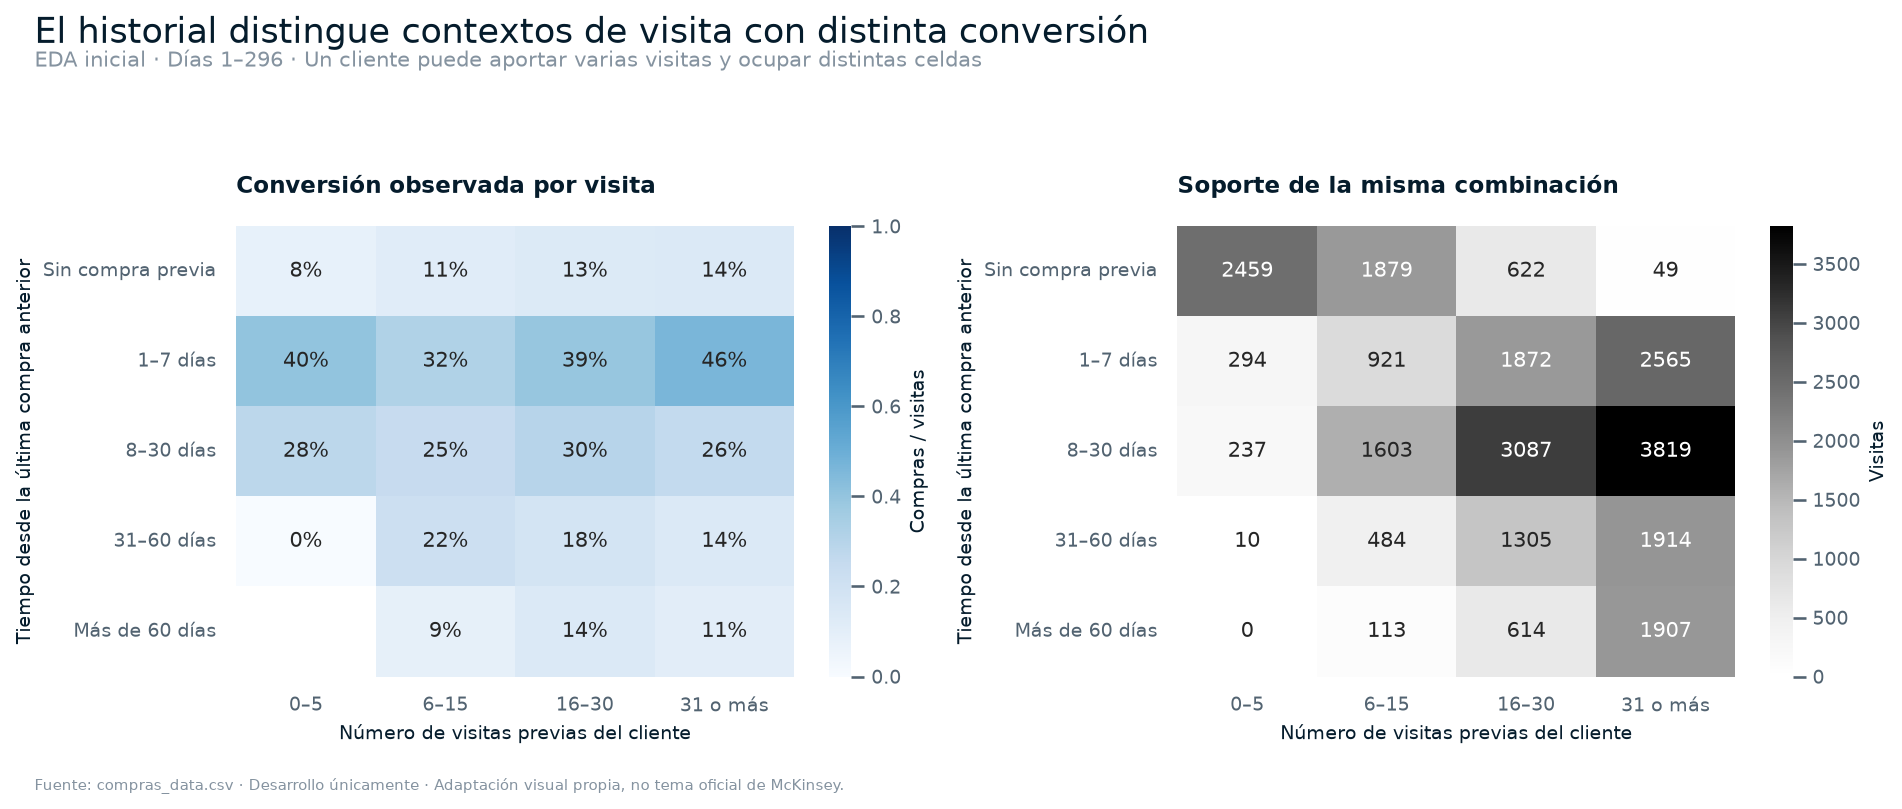 El historial distingue contextos de visita con distinta conversión
EDA inicial · Días 1–296 · Un cliente puede aportar varias visitas y ocupar distintas celdas
Conversión observada por visita
Tiempo desde la última compra anterior
Sin compra previa 8% 11% 13% 14%
1–7 días 40% 32% 39% 46%
8–30 días 28% 25% 30% 26%
31–60 días 0% 22% 18% 14%
Más de 60 días 9% 14% 11%
0–5 6–15 16–30 31 o más
Número de visitas previas del cliente
1.0
0.8
0.6
0.4
0.2
0.0
Compras / visitas
Soporte de la misma combinación
Tiempo desde la última compra anterior
Sin compra previa 2459 1879 622 49
1–7 días 294 921 1872 2565
8–30 días 237 1603 3087 3819
31–60 días 10 484 1305 1914
Más de 60 días 0 113 614 1907
0–5 6–15 16–30 31 o más
Número de visitas previas del cliente
3500
3000
2500
2000
1500
1000
500
0
Visitas
Fuente: compras_data.csv · Desarrollo únicamente · Adaptación visual propia, no tema oficial de McKinsey.